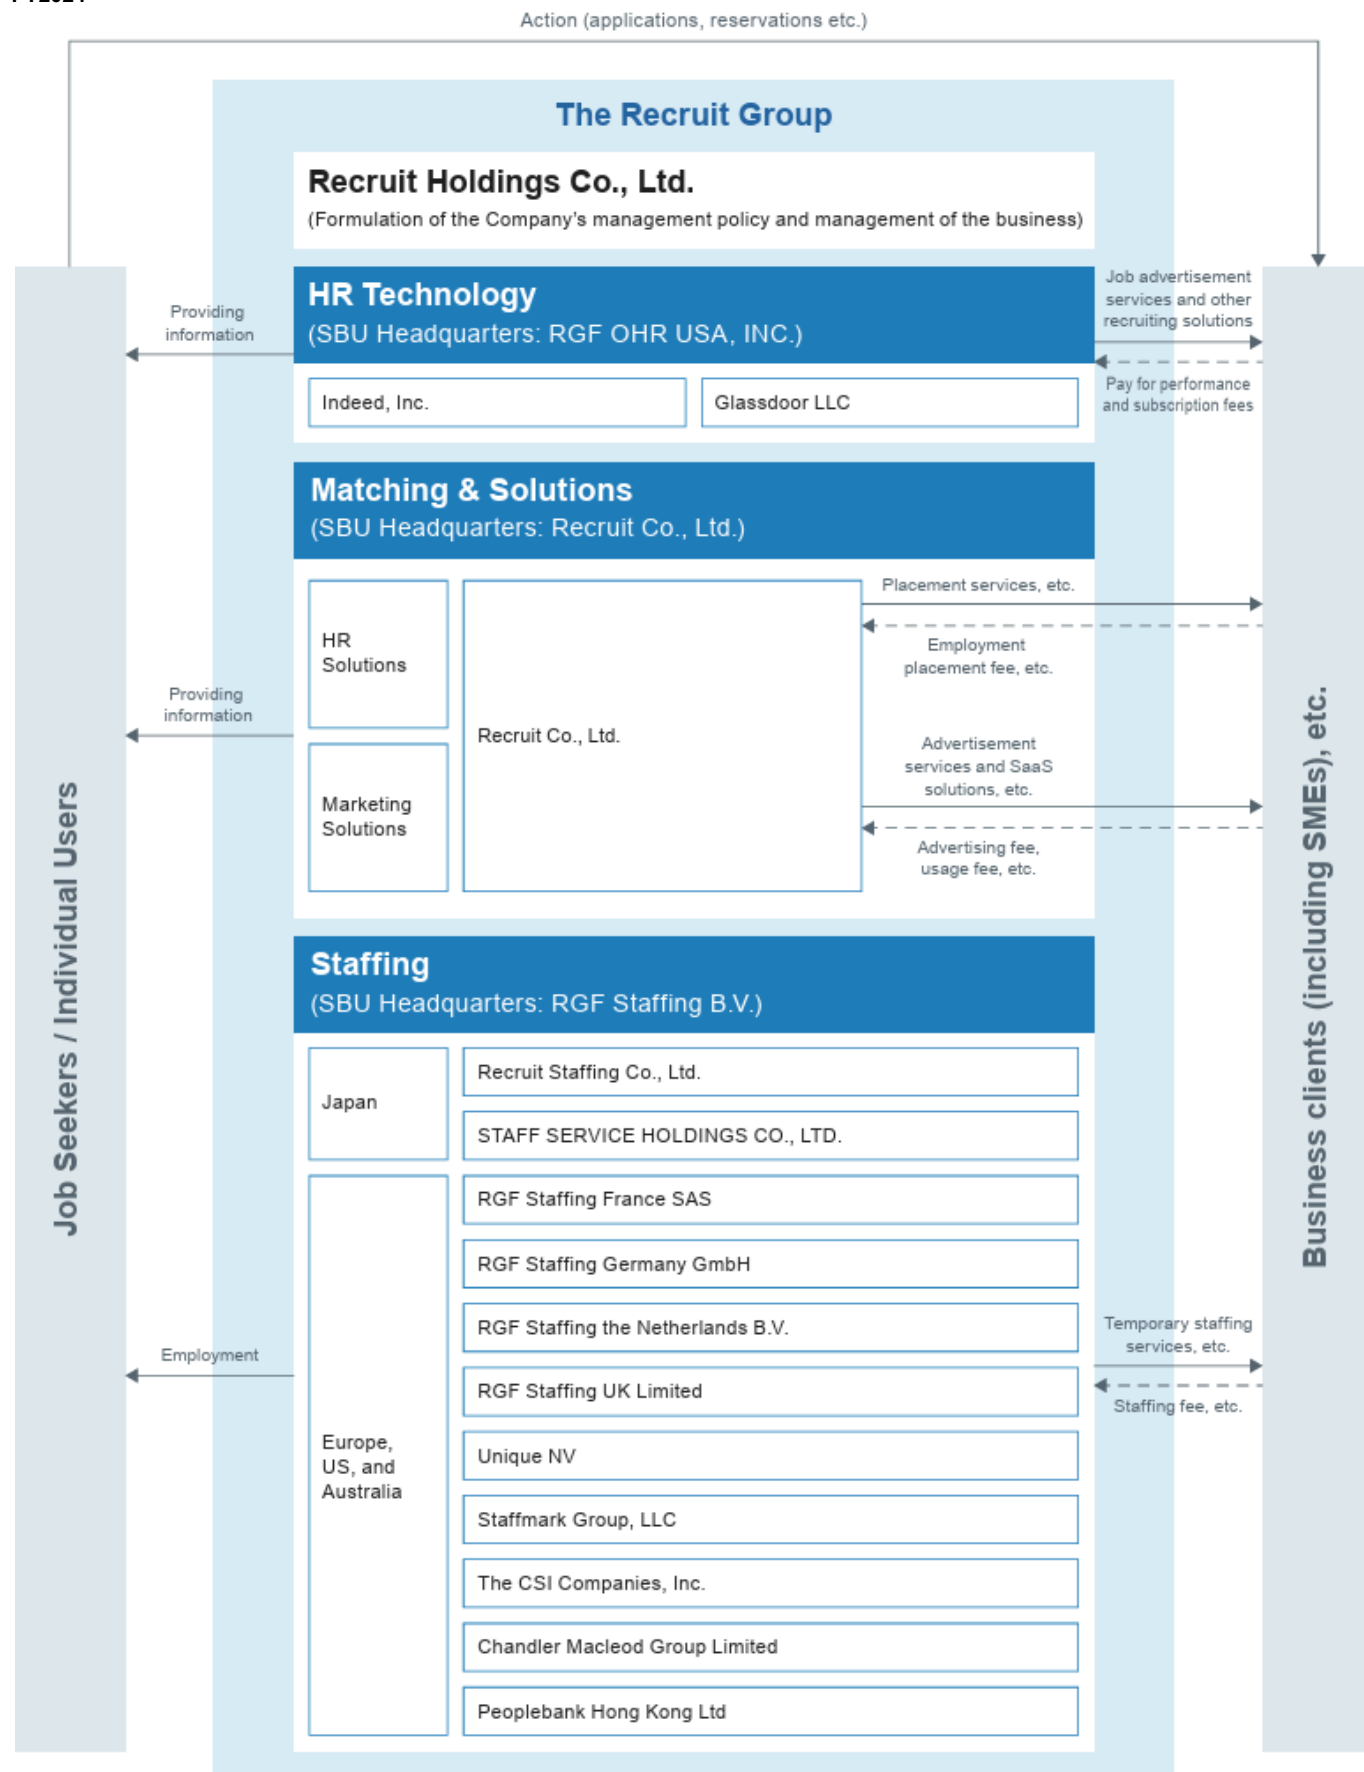 Action (applications, reservations etc.)
The Recruit Group
Recruit Holdings Co., Ltd.
(Formulation of the Company's management policy and management of the business)
HR Technology
(SBU Headquarters: RGF OHR USA, INC.)
Providing
information
Job advertisement
services and other
recruiting solutions
Pay for performance
and subscription fees
Indeed, Inc.
Glassdoor LLC
Matching & Solutions
(SBU Headquarters: Recruit Co., Ltd.)
HR
Solutions
Marketing
Solutions
Recruit Co., Ltd.
Providing
information
Placement services, etc.
Employment
placement fee, etc.
Advertisement
services and SaaS
solutions, etc.
Advertising fee,
usage fee, etc.
Staffing
(SBU Headquarters: RGF Staffing B.V.)
Japan
Recruit Staffing Co., Ltd.
STAFF SERVICE HOLDINGS CO., LTD.
Europe,
US, and
Australia
RGF Staffing France SAS
RGF Staffing Germany GmbH
RGF Staffing the Netherlands B.V.
RGF Staffing UK Limited
Unique NV
Staffmark Group, LLC
The CSI Companies, Inc.
Chandler Macleod Group Limited
Peoplebank Hong Kong Ltd
Employment
Temporary staffing
services, etc.
Staffing fee, etc.
Job Seekers / Individual Users
Business clients (including SMEs), etc.